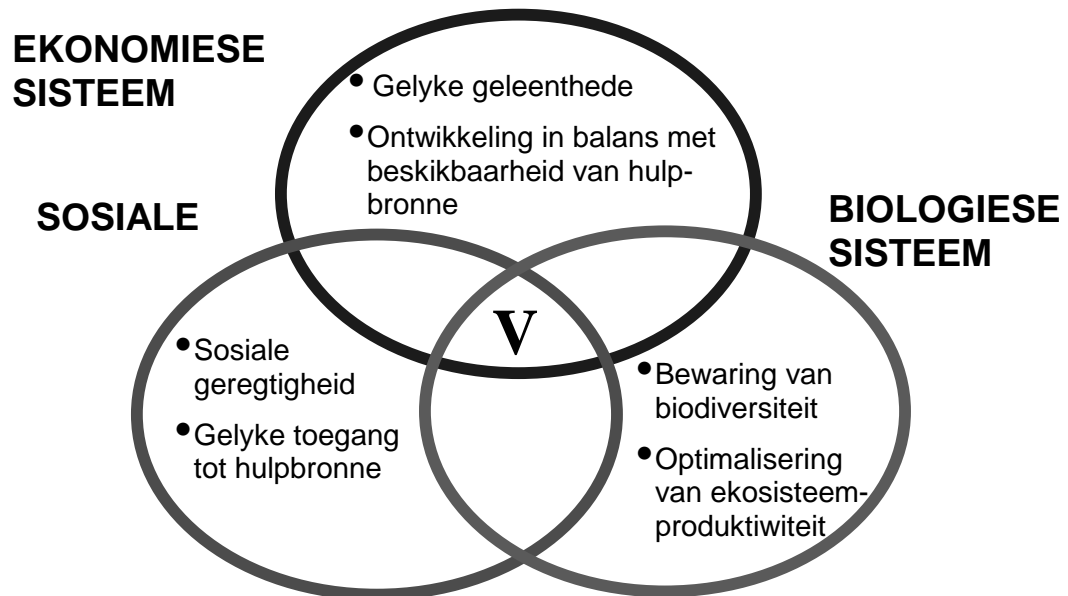 EKONOMIESE
SISTEEM
• Gelyke geleenthede
• Ontwikkeling in balans met
beskikbaarheid van hulp-
bronne
SOSIALE
BIOLOGIESE
SISTEEM
V
• Sosiale
geregtigheid
• Gelyke toegang
tot hulpbronne
• Bewaring van
biodiversiteit
• Optimalisering
van ekosisteem-
produktiwiteit